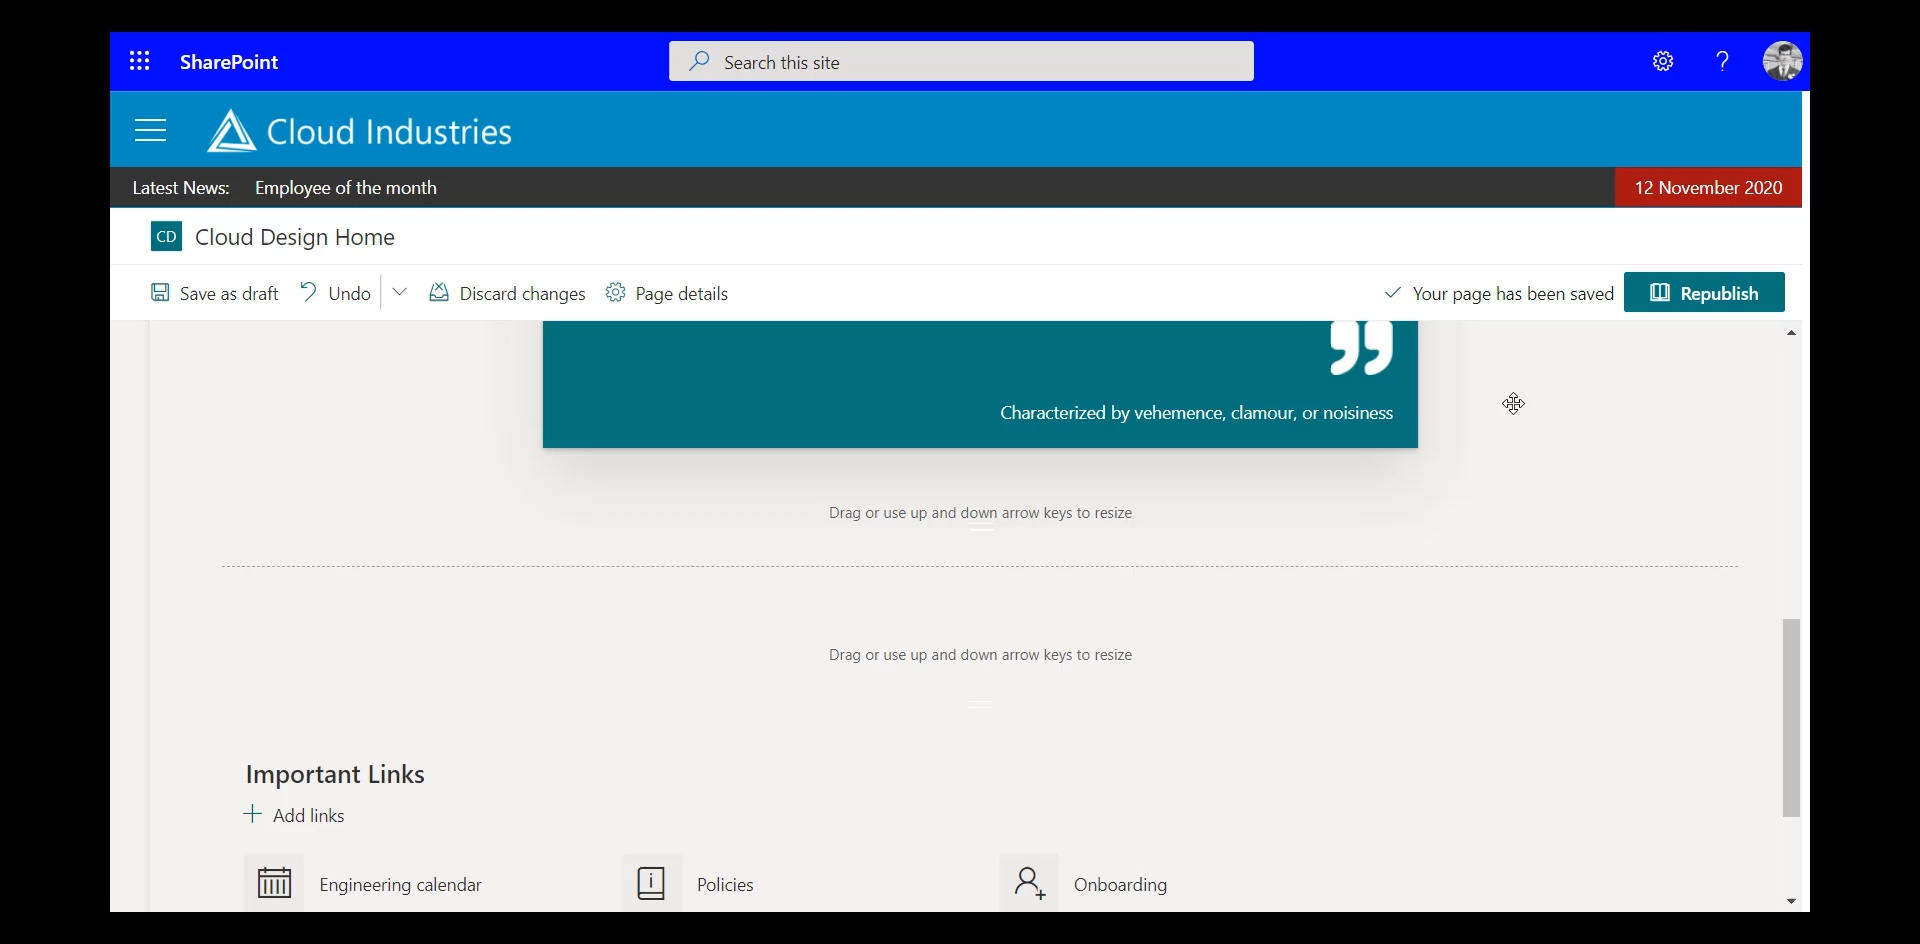 SharePoint
Search this site
Cloud Industries
Latest News: Employee of the month
12 November 2020
CD Cloud Design Home
Save as draft Undo Discard changes Page details
Your page has been saved Republish
”
Characterized by vehemence, clamour, or noisiness
Drag or use up and down arrow keys to resize
Drag or use up and down arrow keys to resize
Important Links
Add links
Engineering calendar
Policies
Onboarding